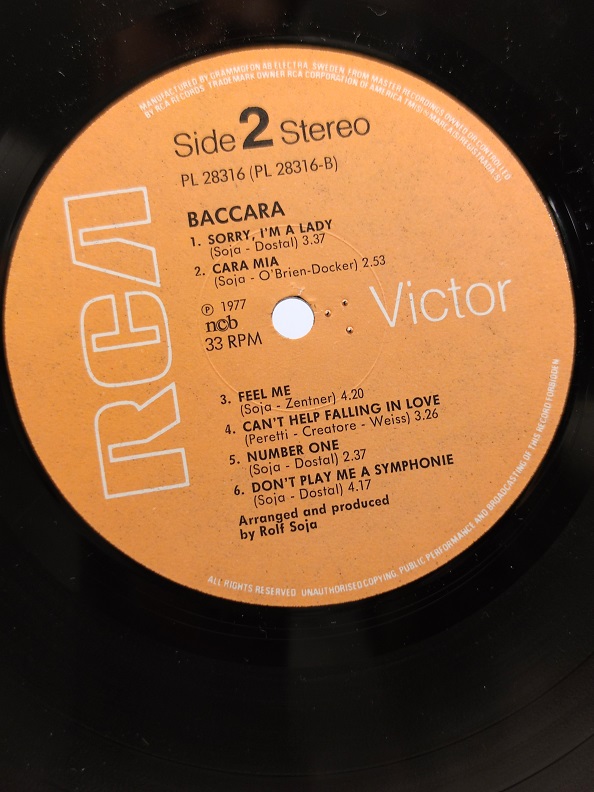 MANUFACTURED BY GRAMMOFON AB ELECTRA, SWEDEN, FROM MASTER RECORDINGS OWNED OR CONTROLLED
BY RCA RECORDS. TRADEMARK OWNER RCA CORPORATION OF AMERICA TM(S)
Side 2 Stereo
PL 28316 (PL 28316-B)
RCA
BACCARA
1. SORRY, I'M A LADY
(Soja - Dostal) 3.37
2. CARA MIA
(Soja - O'Brien-Docker) 2.53
℗ 1977
ncb
33 RPM
Victor
3. FEEL ME
(Soja - Zentner) 4.20
4. CAN'T HELP FALLING IN LOVE
(Peretti - Creatore - Weiss) 3.26
5. NUMBER ONE
(Soja - Dostal) 2.37
6. DON'T PLAY ME A SYMPHONIE
(Soja - Dostal) 4.17
Arranged and produced
by Rolf Soja
ALL RIGHTS RESERVED UNAUTHORISED COPYING, PUBLIC PERFORMANCE AND BROADCASTING OF THIS RECORD FORBIDDEN